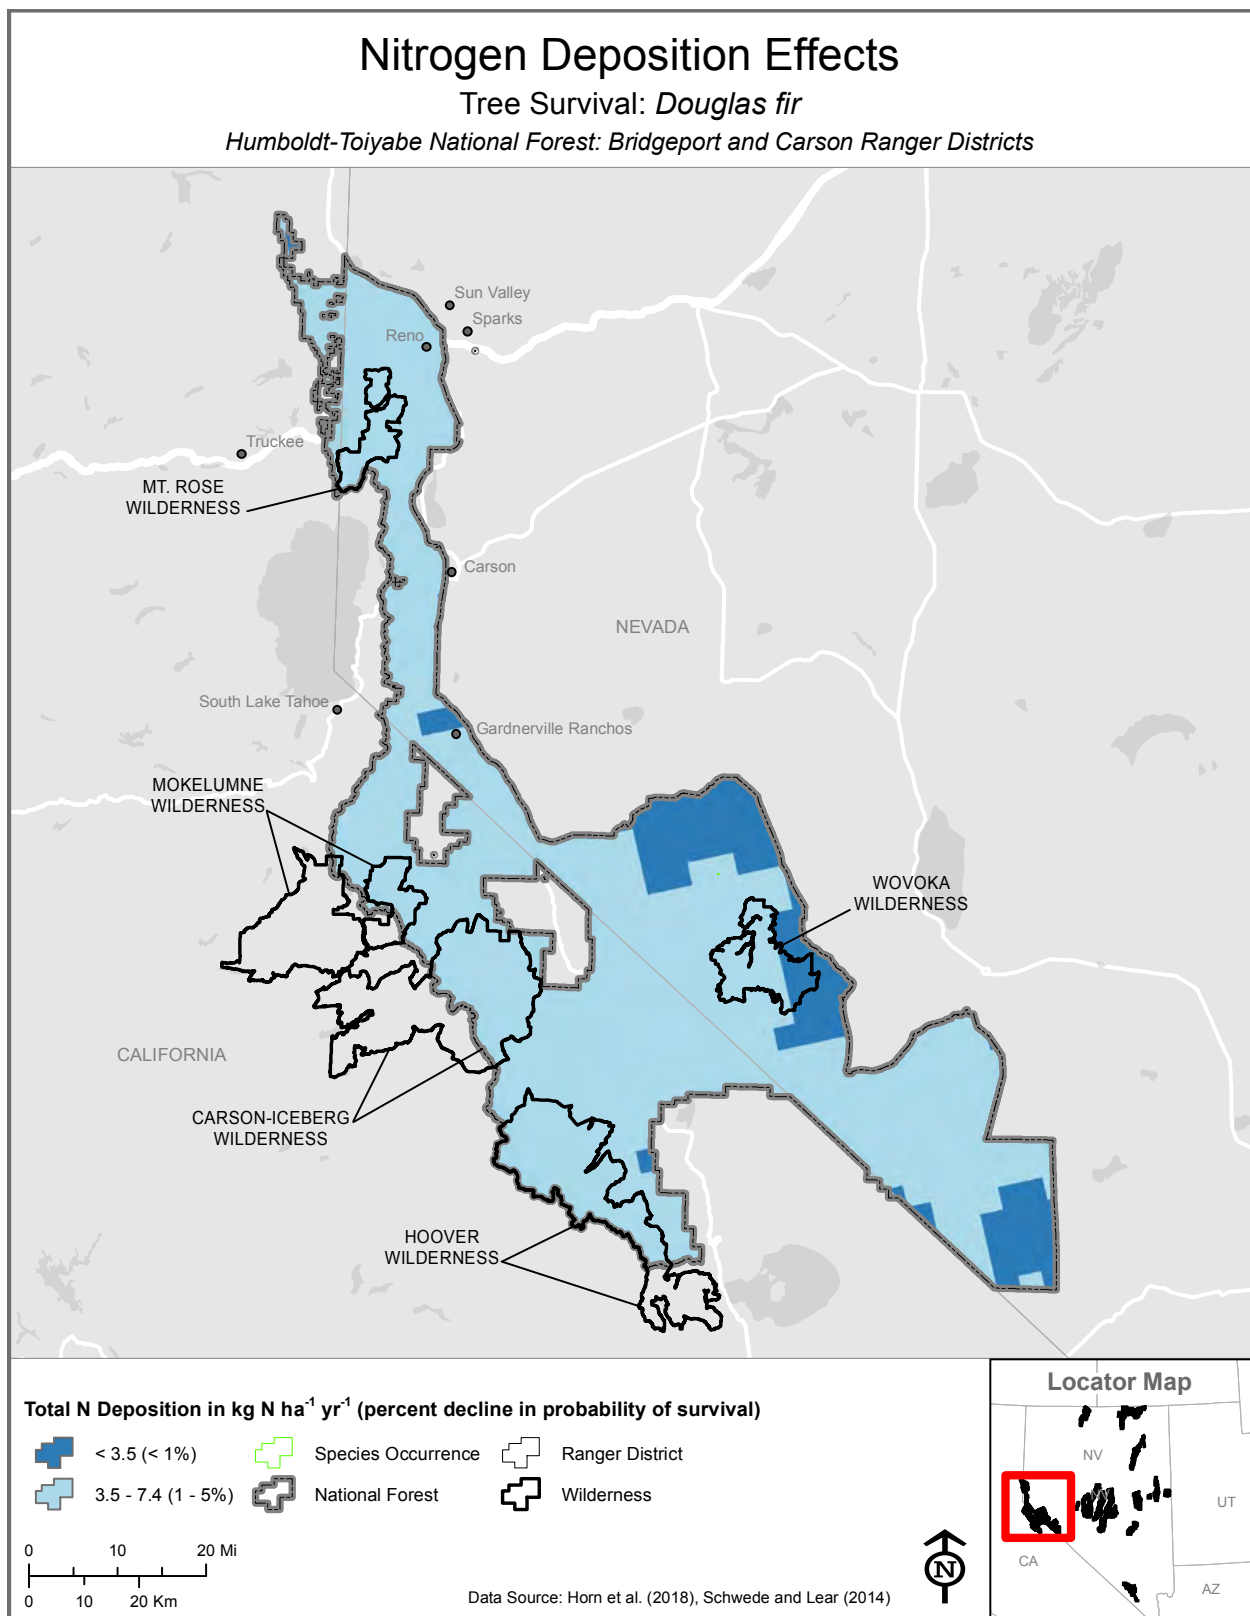 Nitrogen Deposition Effects
Tree Survival: Douglas fir
Humboldt-Toiyabe National Forest: Bridgeport and Carson Ranger Districts
Sun Valley
Sparks
Reno
Truckee
MT. ROSE
WILDERNESS
Carson
NEVADA
South Lake Tahoe
Gardnerville Ranchos
MOKELUMNE
WILDERNESS
WOVOKA
WILDERNESS
CALIFORNIA
CARSON-ICEBERG
WILDERNESS
HOOVER
WILDERNESS
Total N Deposition in kg N ha-1 yr-1 (percent decline in probability of survival)
< 3.5 (< 1%)
Species Occurrence
Ranger District
3.5 - 7.4 (1 - 5%)
National Forest
Wilderness
0 10 20 Mi
0 10 20 Km
N
Data Source: Horn et al. (2018), Schwede and Lear (2014)
Locator Map
NV
UT
CA
AZ